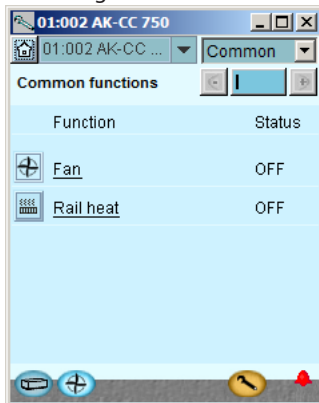 01:002 AK-CC 750
01:002 AK-CC ... Common
Common functions
Function Status
Fan OFF
Rail heat OFF